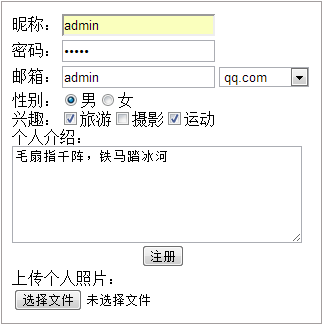 昵称： admin
密码： •••••
邮箱： admin qq.com
性别： 男 女
兴趣： 旅游 摄影 运动
个人介绍：
毛扇指千阵，铁马踏冰河
注册
上传个人照片：
选择文件 未选择文件